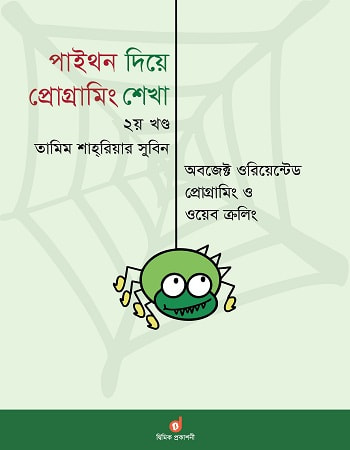 পাইথন দিয়ে
প্রোগ্রামিং শেখা
২য় খণ্ড
তামিম শাহ্‌রিয়ার সুবিন
অবজেক্ট ওরিয়েন্টেড
প্রোগ্রামিং ও
ওয়েব ক্রলিং
দ্বিমিক প্রকাশনী